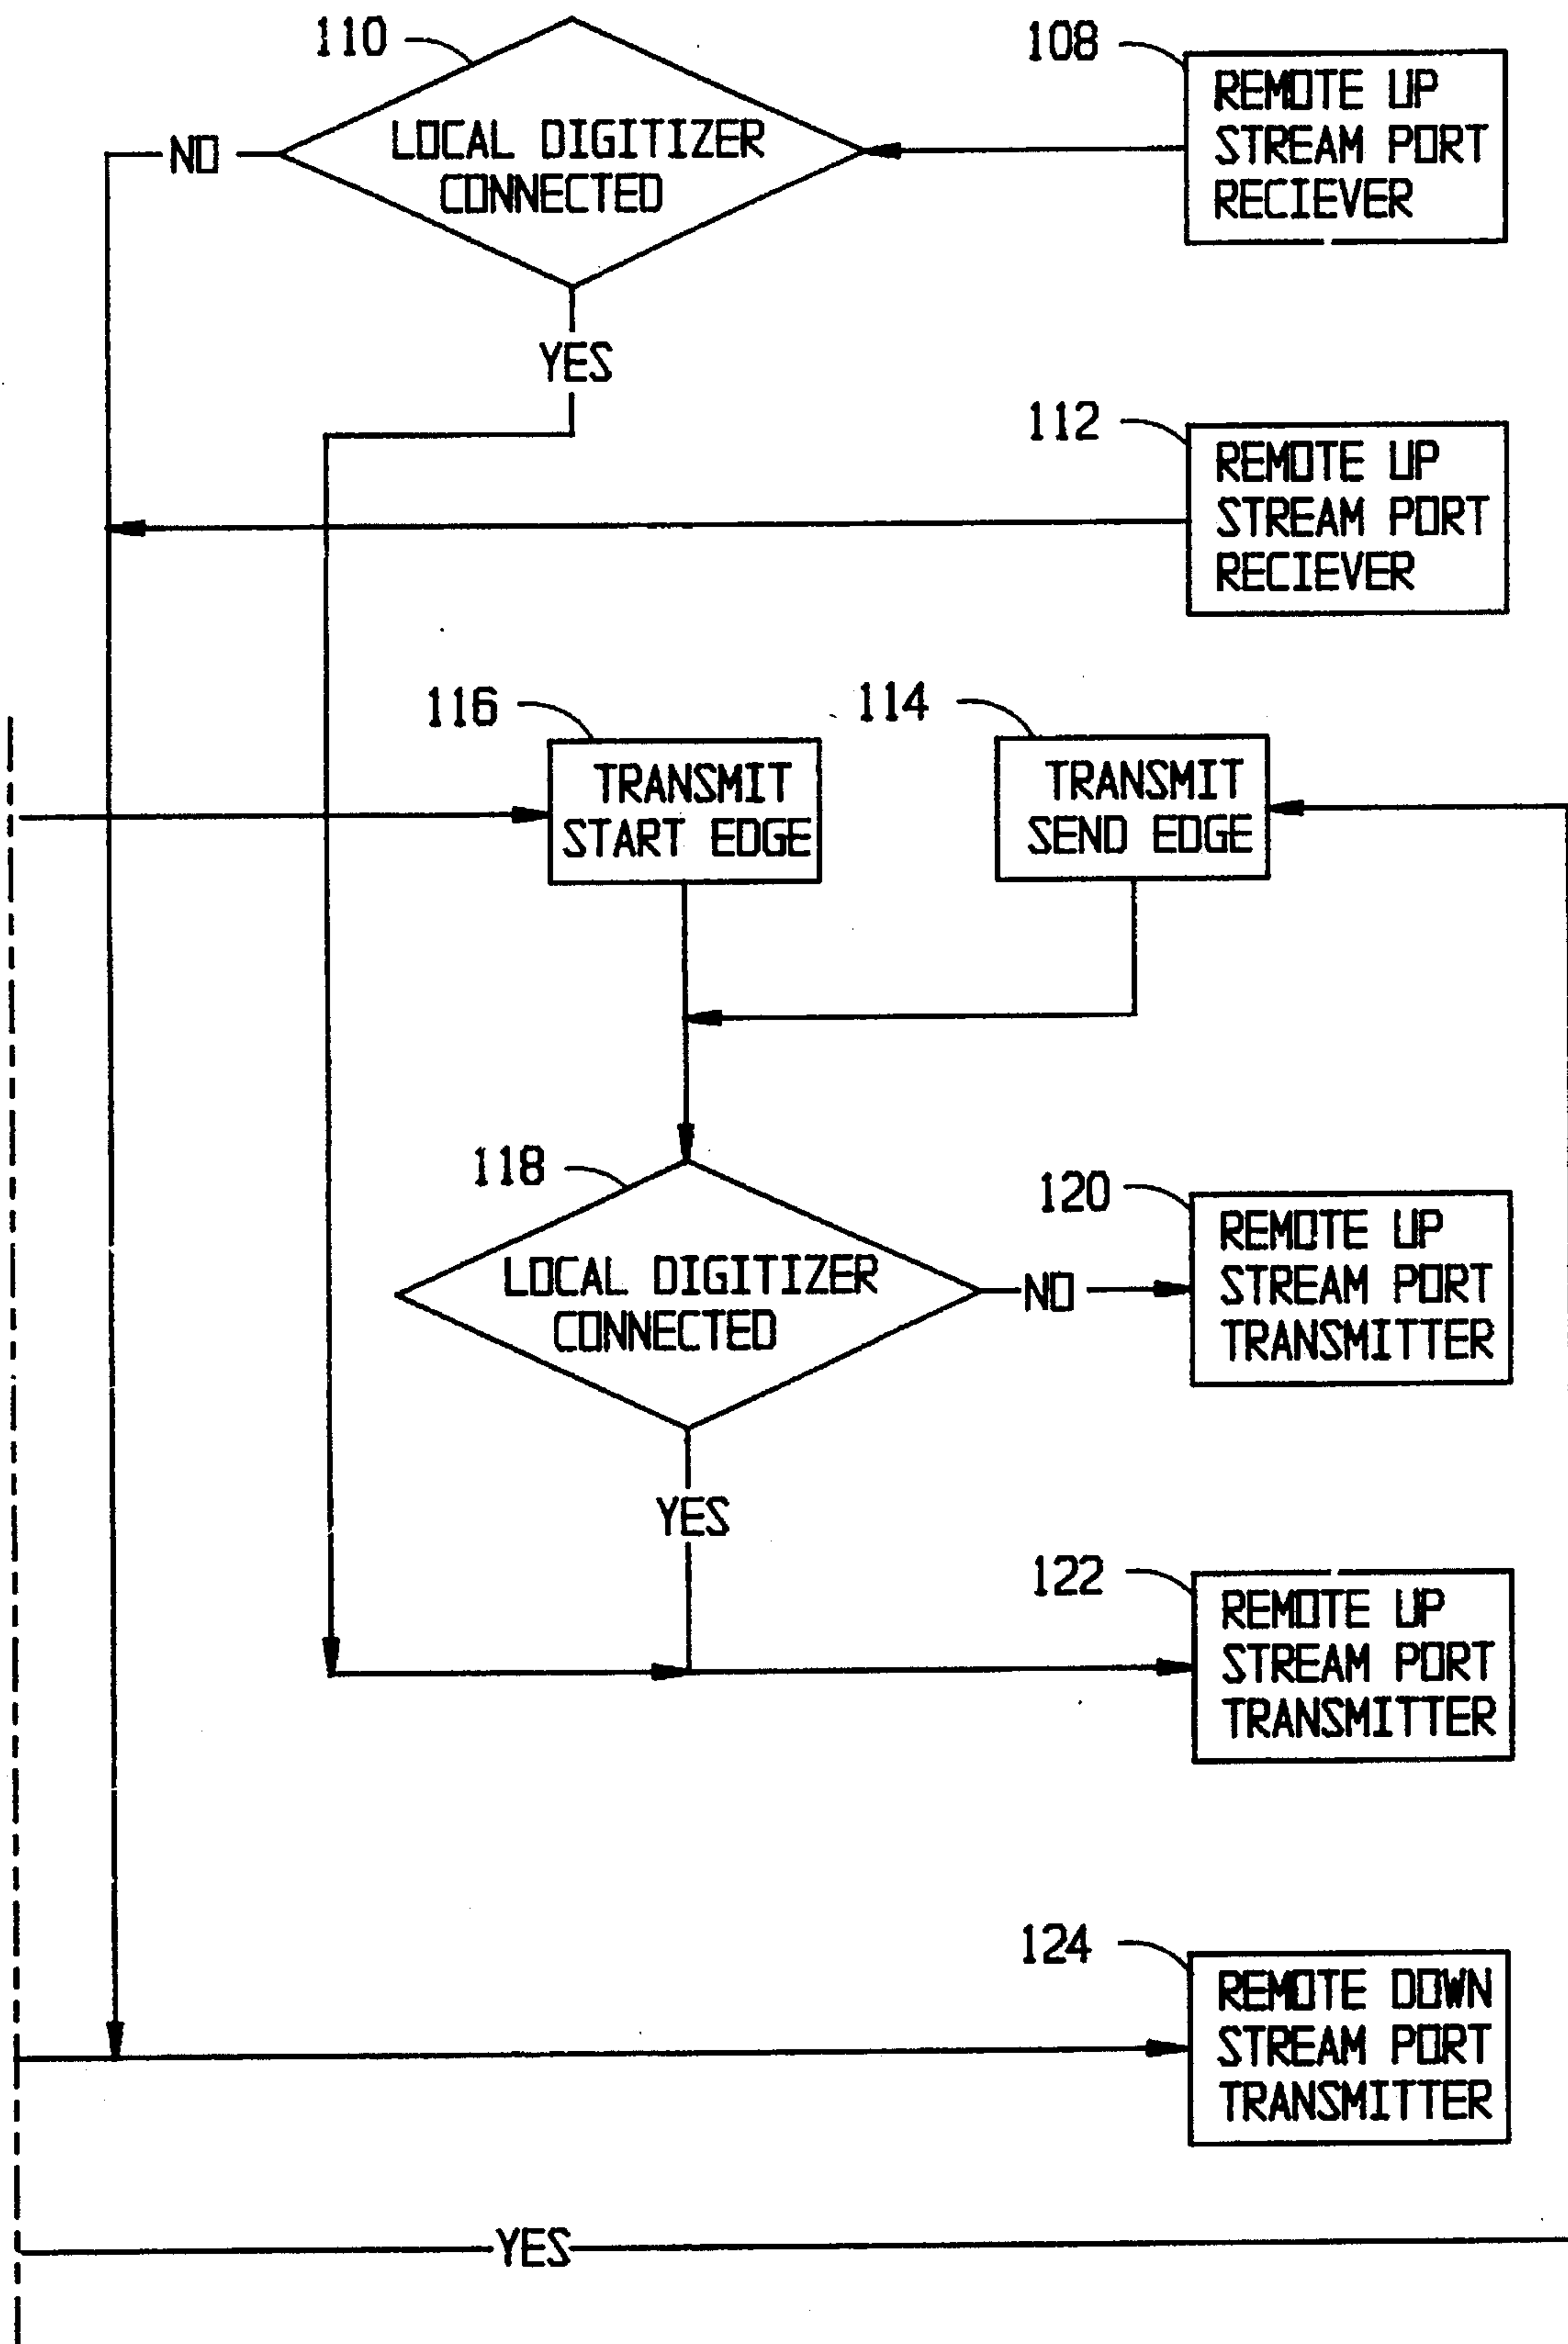 110
LOCAL DIGITIZER
CONNECTED
NO
YES
108
REMOTE UP
STREAM PORT
RECIEVER
112
REMOTE UP
STREAM PORT
RECIEVER
116
TRANSMIT
START EDGE
114
TRANSMIT
SEND EDGE
118
LOCAL DIGITIZER
CONNECTED
NO
YES
120
REMOTE UP
STREAM PORT
TRANSMITTER
122
REMOTE UP
STREAM PORT
TRANSMITTER
124
REMOTE DOWN
STREAM PORT
TRANSMITTER
YES